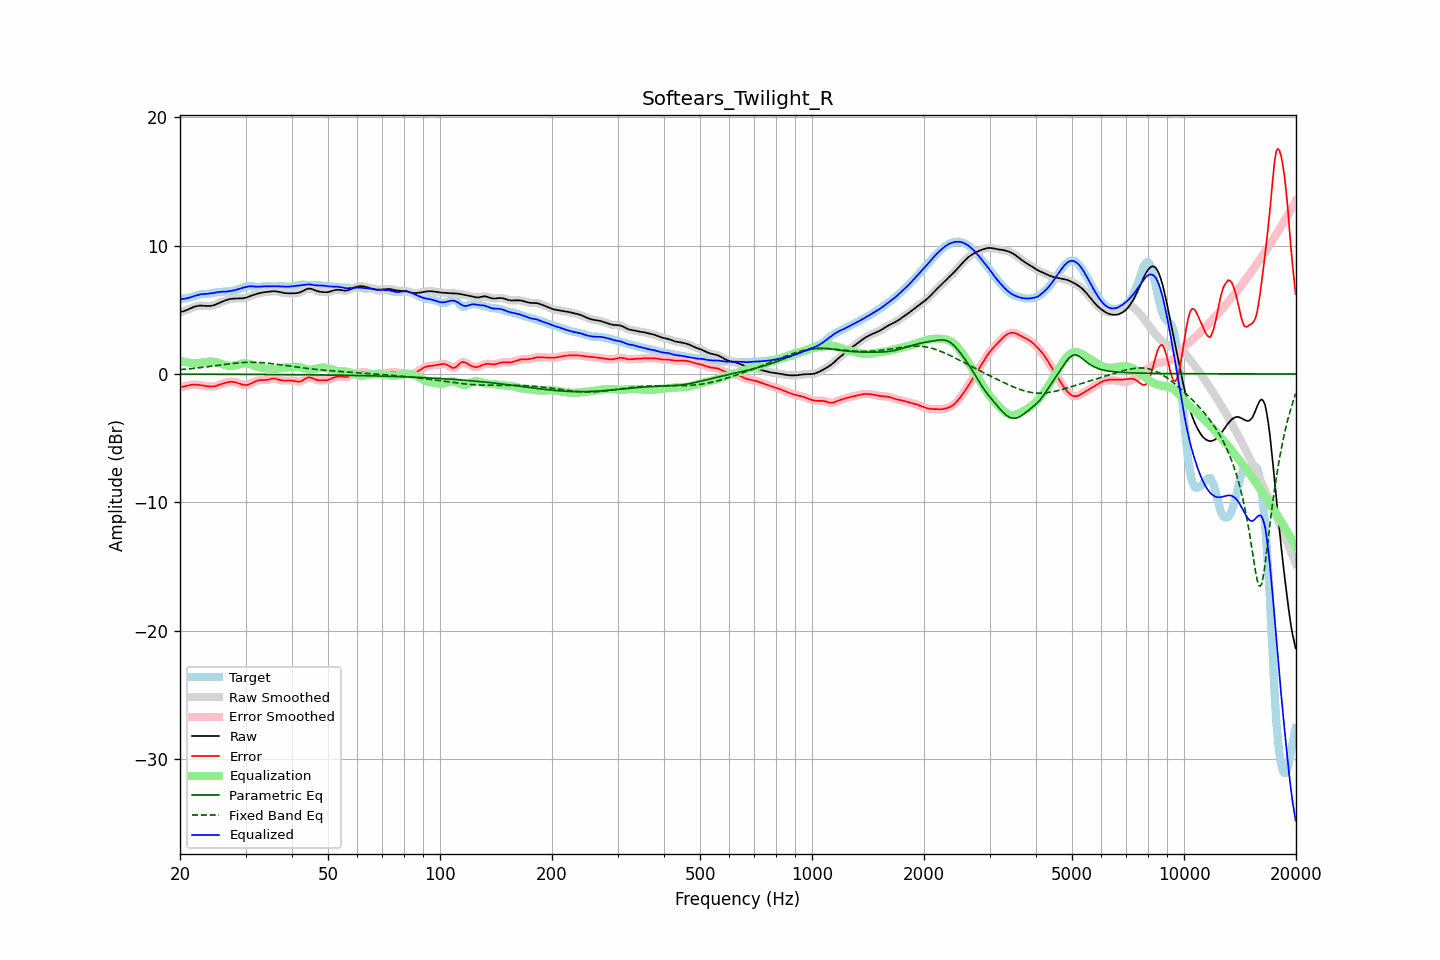 Softears_Twilight_R
20
10
0
−10
−20
−30
Amplitude (dBr)
Target
Raw Smoothed
Error Smoothed
Raw
Error
Equalization
Parametric Eq
Fixed Band Eq
Equalized
20 50 100 200 500 1000 2000 5000 10000 20000
Frequency (Hz)